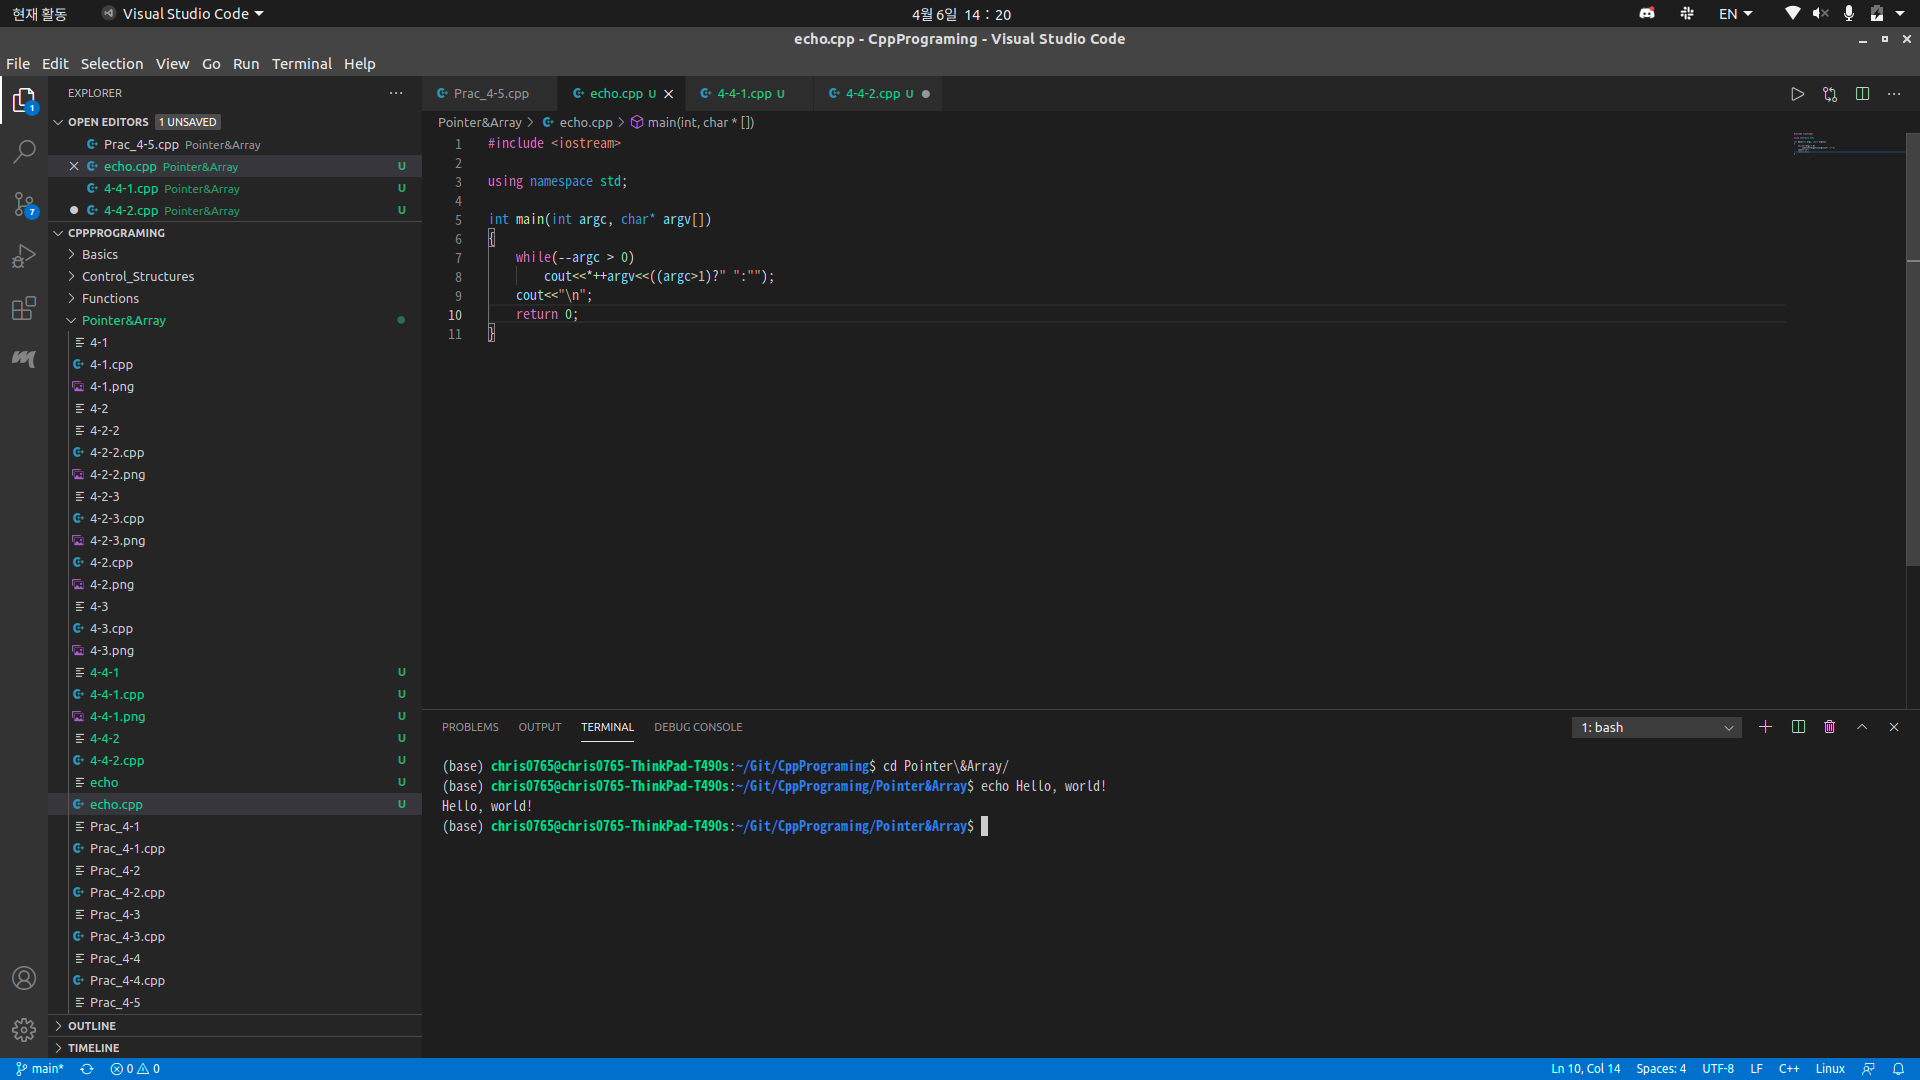 현재 활동
Visual Studio Code
4월 6일 14 : 20
EN
echo.cpp - CppPrograming - Visual Studio Code
File Edit Selection View Go Run Terminal Help
EXPLORER
OPEN EDITORS 1 UNSAVED
Prac_4-5.cpp Pointer&Array
echo.cpp Pointer&Array U
4-4-1.cpp Pointer&Array U
4-4-2.cpp Pointer&Array U
CPPPROGRAMING
Basics
Control_Structures
Functions
Pointer&Array
4-1
4-1.cpp
4-1.png
4-2
4-2-2
4-2-2.cpp
4-2-2.png
4-2-3
4-2-3.cpp
4-2-3.png
4-2.cpp
4-2.png
4-3
4-3.cpp
4-3.png
4-4-1 U
4-4-1.cpp U
4-4-1.png U
4-4-2 U
4-4-2.cpp U
echo U
echo.cpp U
Prac_4-1
Prac_4-1.cpp
Prac_4-2
Prac_4-2.cpp
Prac_4-3
Prac_4-3.cpp
Prac_4-4
Prac_4-4.cpp
Prac_4-5
OUTLINE
TIMELINE
1
7
Prac_4-5.cpp echo.cpp U 4-4-1.cpp U 4-4-2.cpp U
Pointer&Array > echo.cpp > main(int, char * [])
1 #include <iostream>
2
3 using namespace std;
4
5 int main(int argc, char* argv[])
6 {
7 while(--argc > 0)
8 cout<<*++argv<<((argc>1)?" ":"");
9 cout<<"\n";
10 return 0;
11 }
PROBLEMS OUTPUT TERMINAL DEBUG CONSOLE
1: bash
(base) chris0765@chris0765-ThinkPad-T490s:~/Git/CppPrograming$ cd Pointer\&Array/
(base) chris0765@chris0765-ThinkPad-T490s:~/Git/CppPrograming/Pointer&Array$ echo Hello, world!
Hello, world!
(base) chris0765@chris0765-ThinkPad-T490s:~/Git/CppPrograming/Pointer&Array$
main* 0 0
Ln 10, Col 14 Spaces: 4 UTF-8 LF C++ Linux